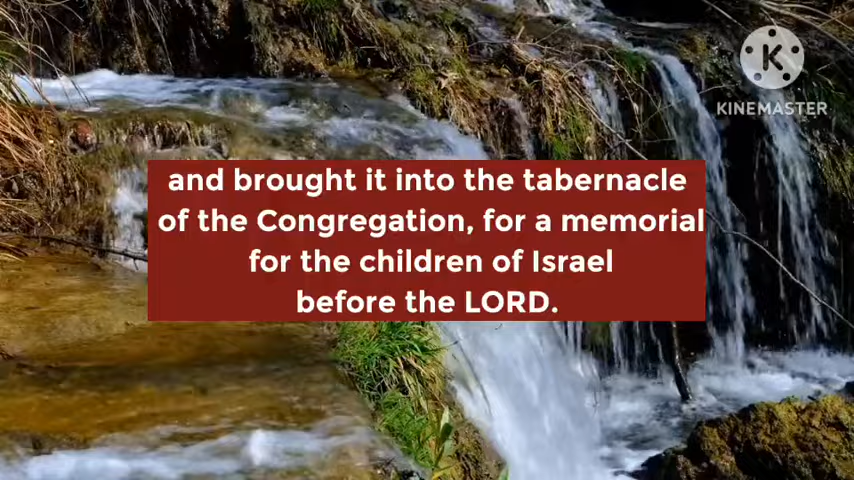 K
KINEMASTER
and brought it into the tabernacle
of the Congregation, for a memorial
for the children of Israel
before the LORD.